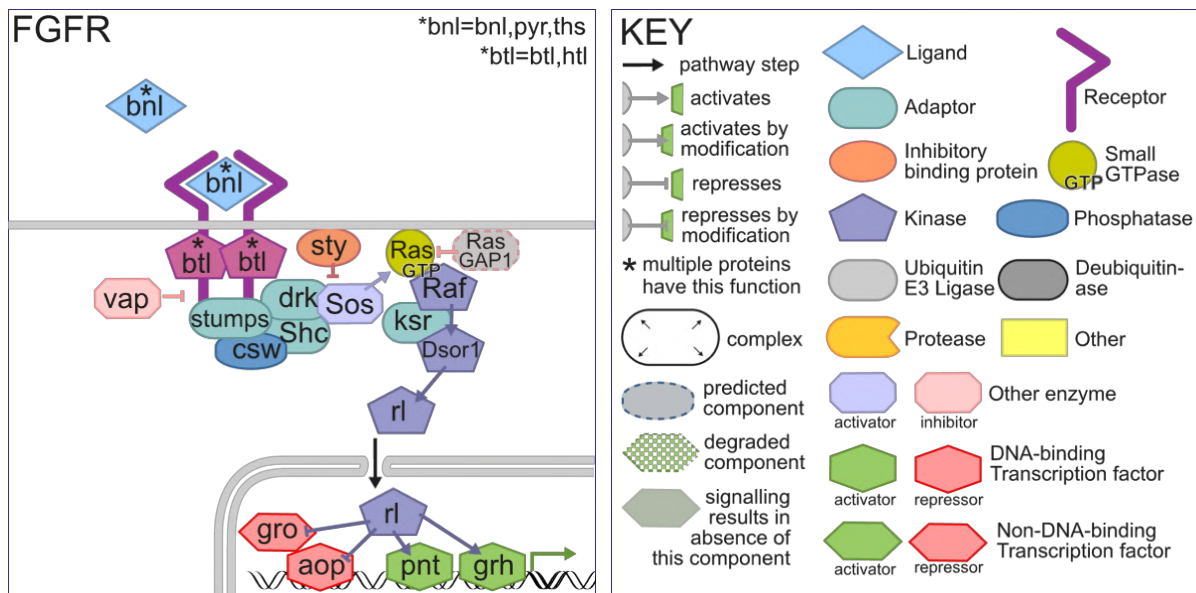 FGFR
*bnl=bnl,pyr,ths
*btl=btl,htl
*
bnl
*
bnl
*
btl
*
btl
sty
Ras
GTP
Ras
GAP1
vap
drk
Sos
Raf
stumps
Shc
ksr
csw
Dsor1
rl
rl
gro
aop
pnt
grh
KEY
pathway step
activates
activates by
modification
represses
represses by
modification
* multiple proteins
have this function
complex
predicted
component
degraded
component
signalling
results in
absence of
this component
Ligand
Receptor
Adaptor
Inhibitory
binding protein
Small
GTPase
GTP
Kinase
Phosphatase
Ubiquitin
E3 Ligase
Deubiquitin-
ase
Protease
Other
Other enzyme
activator
inhibitor
DNA-binding
Transcription factor
activator
repressor
Non-DNA-binding
Transcription factor
activator
repressor